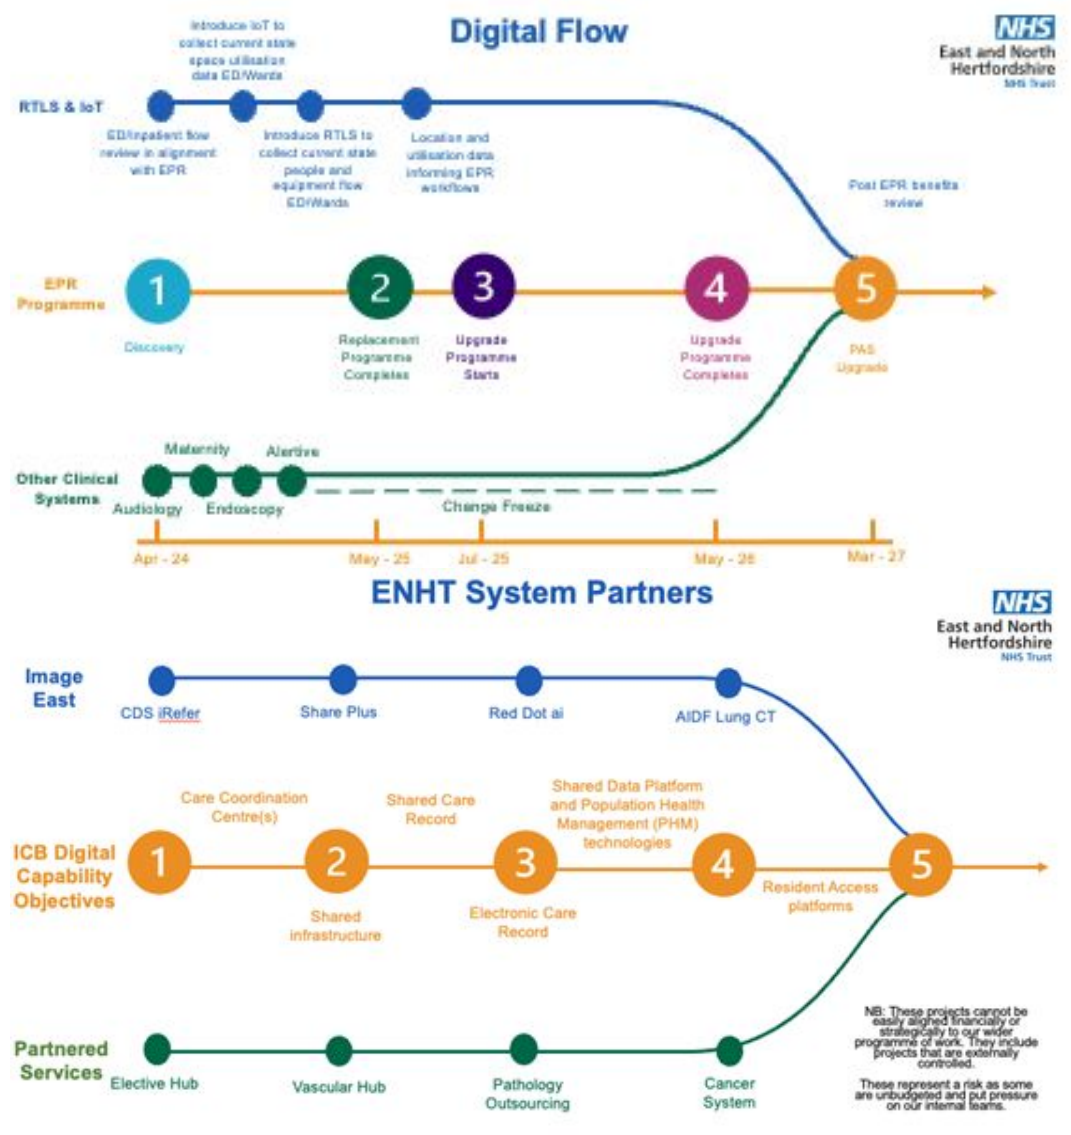 Digital Flow
NHS
East and North
Hertfordshire
NHS Trust
Introduce IoT to
collect current state
space utilisation
data ED/Wards
RTLS & IoT
ED/Inpatient flow
review in alignment
with EPR
Introduce RTLS to
collect current state
people and
equipment flow
ED/Wards
Location and
utilisation data
informing EPR
workflows
Post EPR benefits
review
EPR
Programme
1
2
3
4
5
Discovery
Replacement
Programme
Completes
Upgrade
Programme
Starts
Upgrade
Programme
Completes
PAS
Upgrade
Maternity
Alertive
Other Clinical
Systems
Audiology
Endoscopy
Change Freeze
Apr - 24
May - 25
Jul - 25
May - 26
Mar - 27
ENHT System Partners
NHS
East and North
Hertfordshire
NHS Trust
Image
East
CDS iRefer
Share Plus
Red Dot ai
AIDF Lung CT
Care Coordination
Centre(s)
Shared Care
Record
Shared Data Platform
and Population Health
Management (PHM)
technologies
ICB Digital
Capability
Objectives
1
2
3
4
5
Shared
infrastructure
Electronic Care
Record
Resident Access
platforms
Partnered
Services
Elective Hub
Vascular Hub
Pathology
Outsourcing
Cancer
System
NB: These projects cannot be
easily aligned financially or
strategically to our wider
programme of work. They include
projects that are externally
controlled.
These represent a risk as some
are unbudgeted and put pressure
on our internal teams.